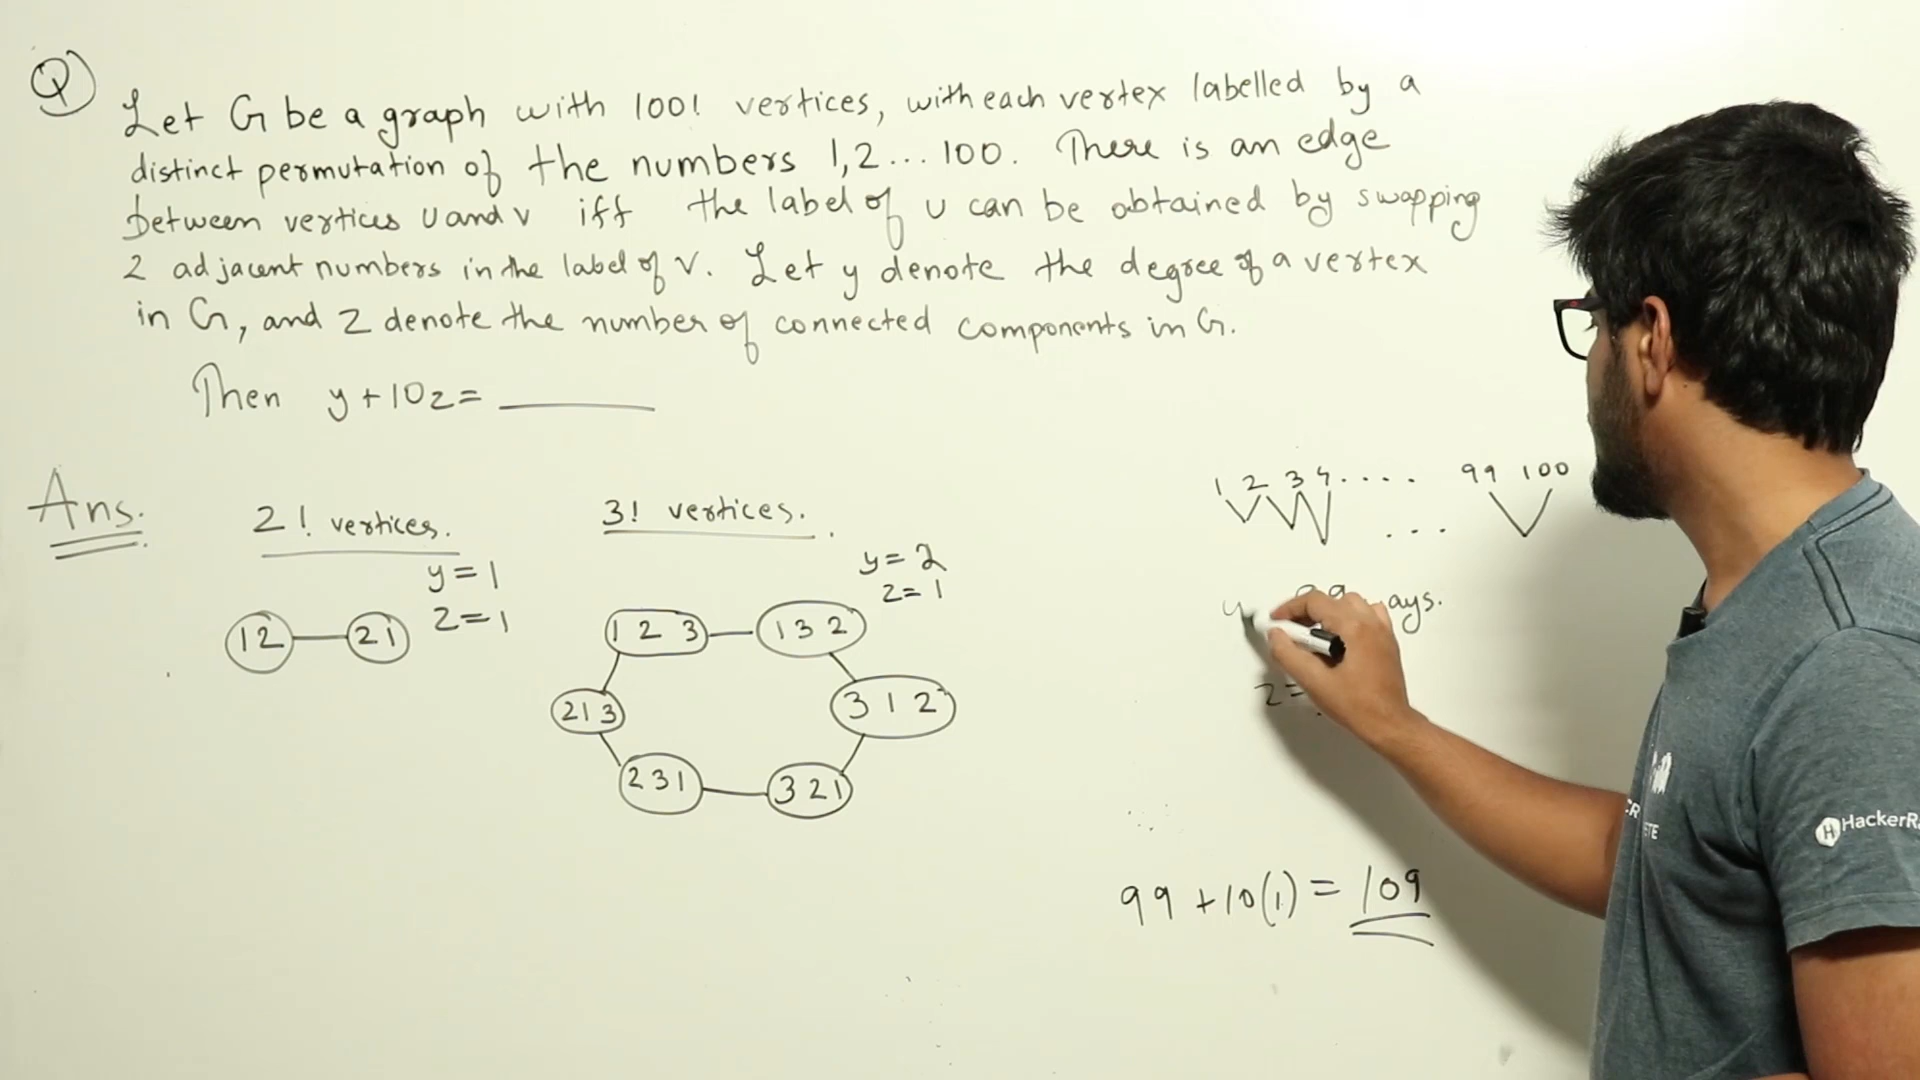 Q
Let G be a graph with 100! vertices, with each vertex labelled by a
distinct permutation of the numbers 1,2...100. There is an edge
between vertices u and v iff the label of u can be obtained by swapping
2 adjacent numbers in the label of v. Let y denote the degree of a vertex
in G, and z denote the number of connected components in G.
Then y+10z= ______
Ans.
2! vertices.
y=1
z=1
12 21
3! vertices.
y=2
z=1
1 2 3 1 3 2
2 1 3 3 1 2
2 3 1 3 2 1
1 2 3 4 .... 99 100
...
y 99 ays.
z=
99 +10(1) = 109
HackerR